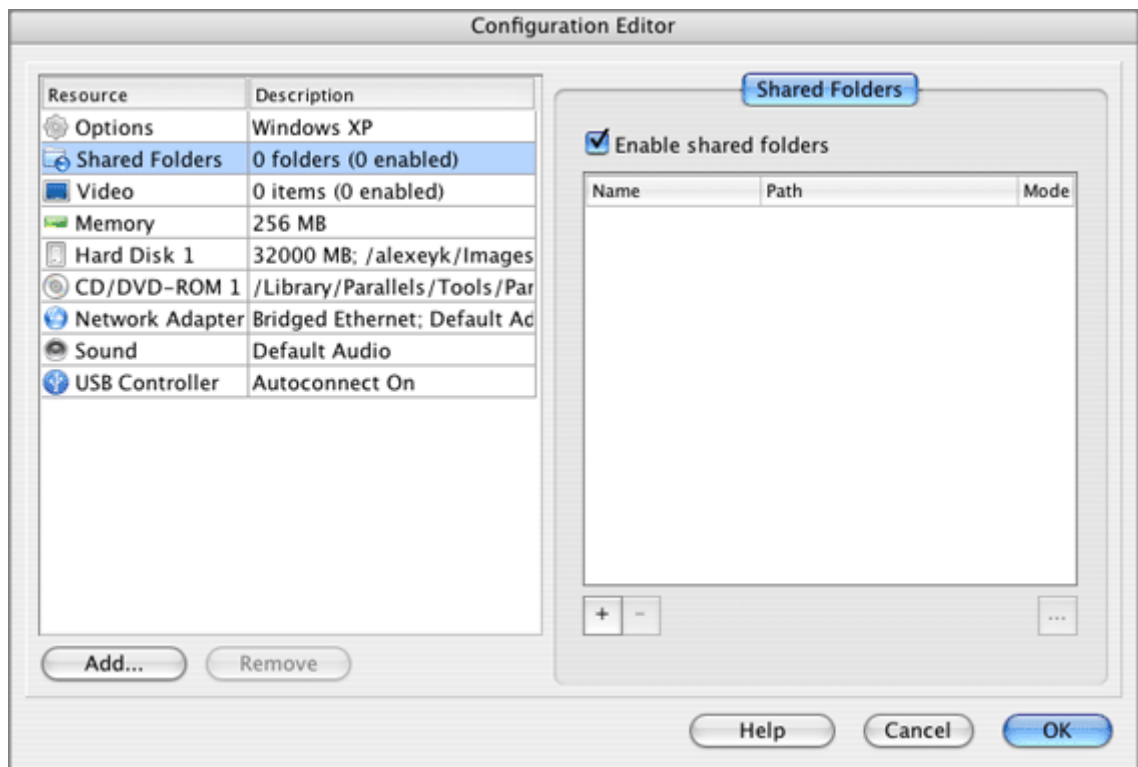 Configuration Editor
Resource Description
Options Windows XP
Shared Folders 0 folders (0 enabled)
Video 0 items (0 enabled)
Memory 256 MB
Hard Disk 1 32000 MB; /alexeyk/Images
CD/DVD-ROM 1 /Library/Parallels/Tools/Par
Network Adapter Bridged Ethernet; Default Ad
Sound Default Audio
USB Controller Autoconnect On
Add... Remove
Shared Folders
Enable shared folders
Name Path Mode
+ - ...
Help Cancel OK